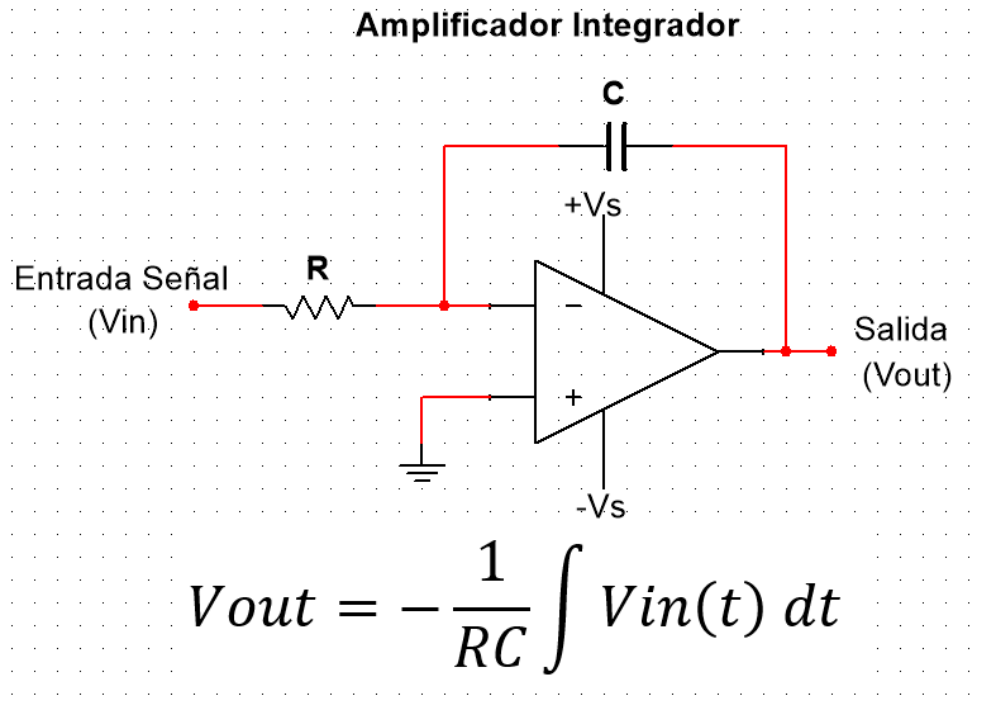 Amplificador Integrador
C
+Vs
R
Entrada Señal
(Vin)
−
+
Salida
(Vout)
-Vs
Vout = − 1/RC ∫ Vin(t) dt